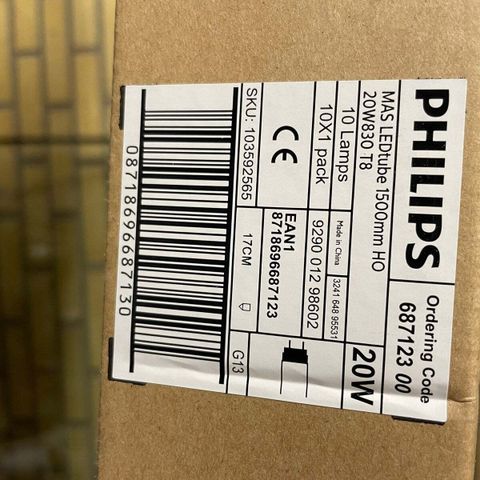 PHILIPS
Ordering Code
687123 00
MAS LEDtube 1500mm HO
20W830 T8
20W
10 Lamps
10X1 pack
Made in China
3241 648 95531
9290 012 98602
CE
EAN1
8718696687123
G13
SKU: 103592565
17CM
08718696687130